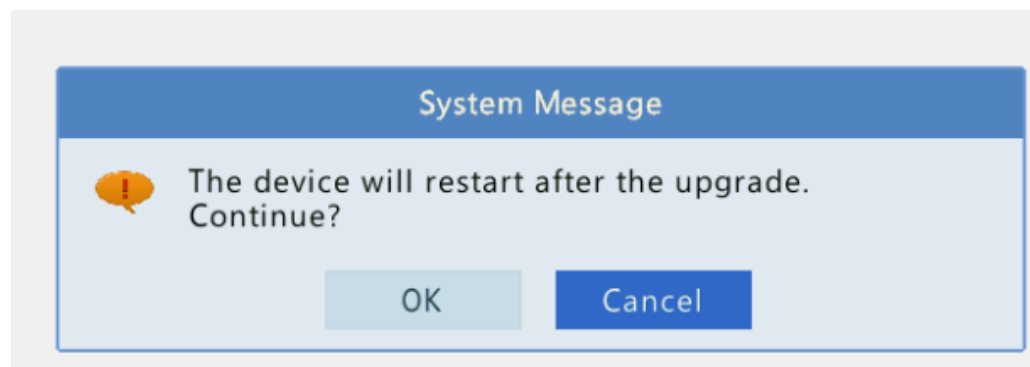 System Message
The device will restart after the upgrade.
Continue?
OK
Cancel